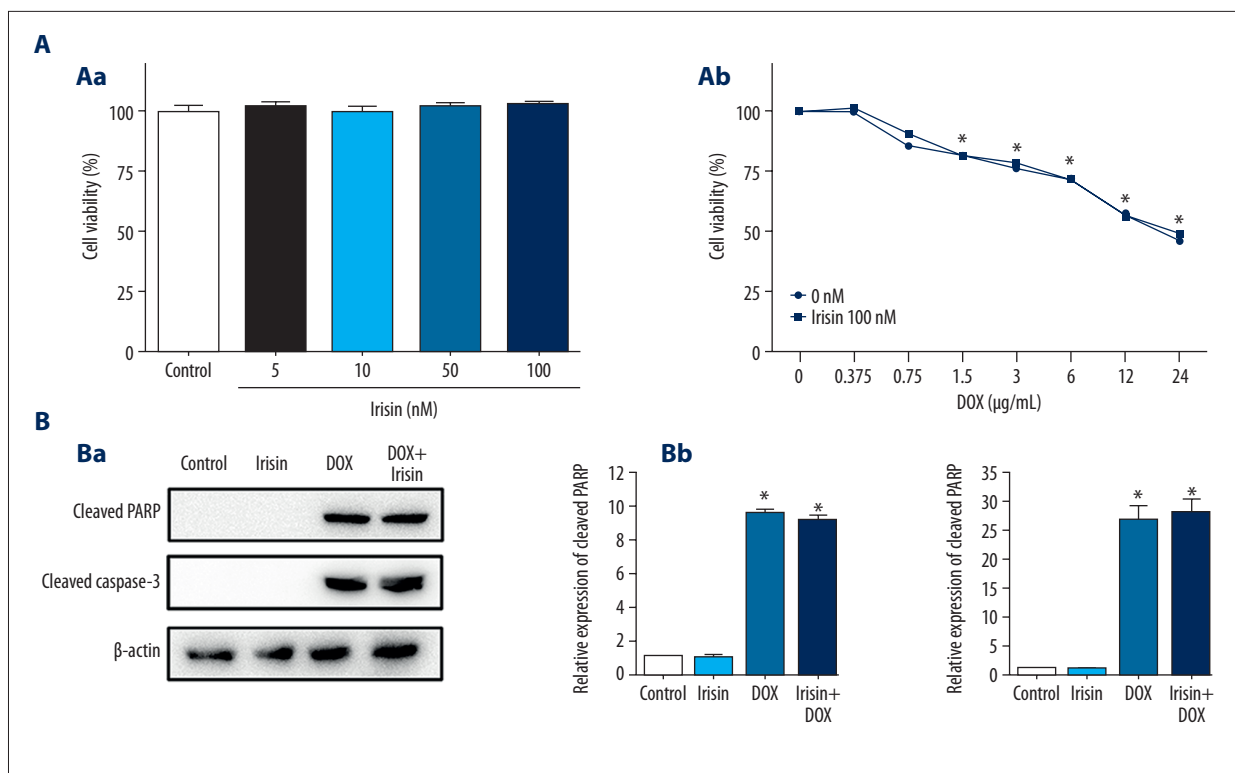 A
Aa
Cell viability (%)
100
75
50
25
0
Control
5
10
50
100
Irisin (nM)
Ab
Cell viability (%)
100
75
50
25
0
* * * * *
0 nM
Irisin 100 nM
0
0.375
0.75
1.5
3
6
12
24
DOX (µg/mL)
B
Ba
Control
Irisin
DOX
DOX+
Irisin
Cleaved PARP
Cleaved caspase-3
β-actin
Bb
Relative expression of cleaved PARP
12
10
8
6
4
2
0
* *
Control
Irisin
DOX
Irisin+
DOX
Relative expression of cleaved PARP
35
30
25
20
15
10
5
0
* *
Control
Irisin
DOX
Irisin+
DOX